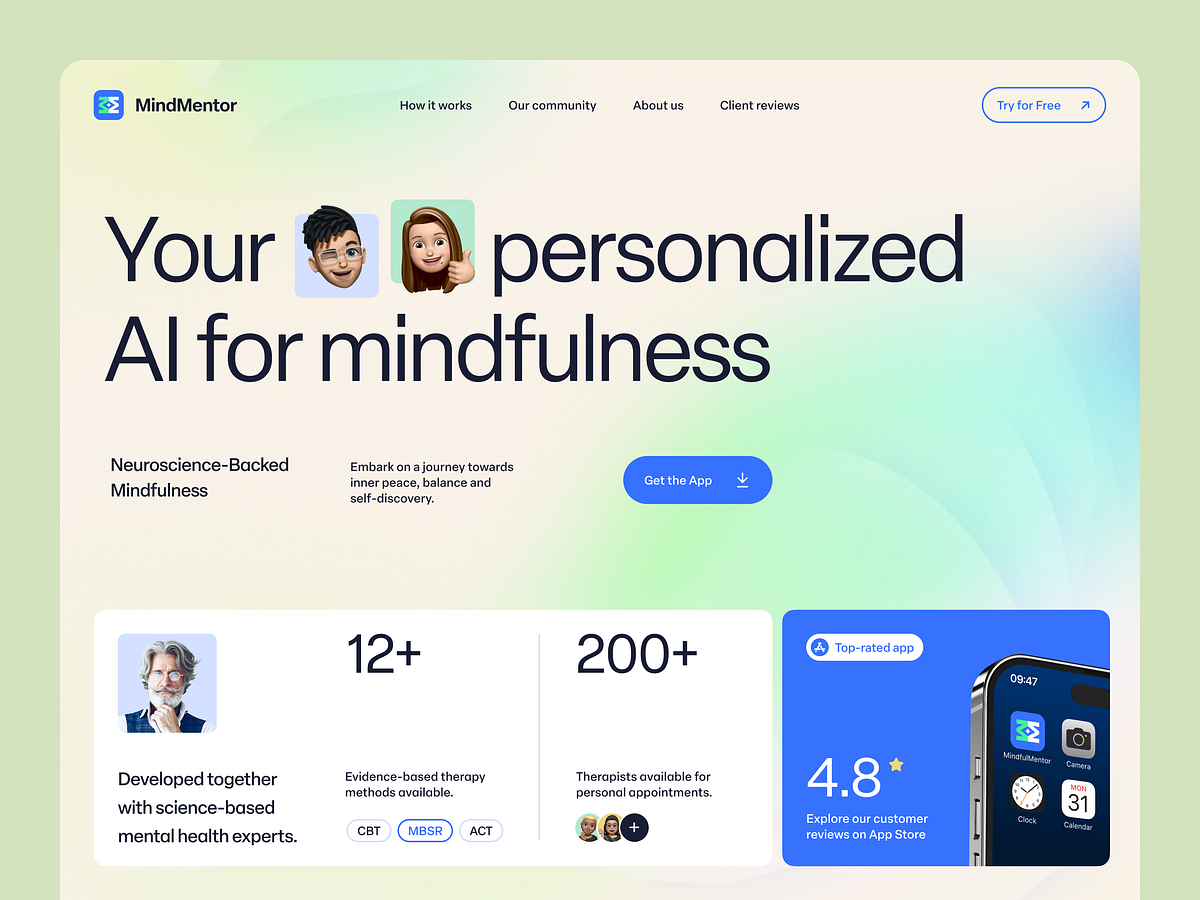 MindMentor
How it works
Our community
About us
Client reviews
Try for Free
Your personalized
AI for mindfulness
Neuroscience-Backed
Mindfulness
Embark on a journey towards
inner peace, balance and
self-discovery.
Get the App
Developed together
with science-based
mental health experts.
12+
Evidence-based therapy
methods available.
CBT
MBSR
ACT
200+
Therapists available for
personal appointments.
+
Top-rated app
4.8
Explore our customer
reviews on App Store
09:47
MindfulMentor
Camera
Clock
MON
31
Calendar